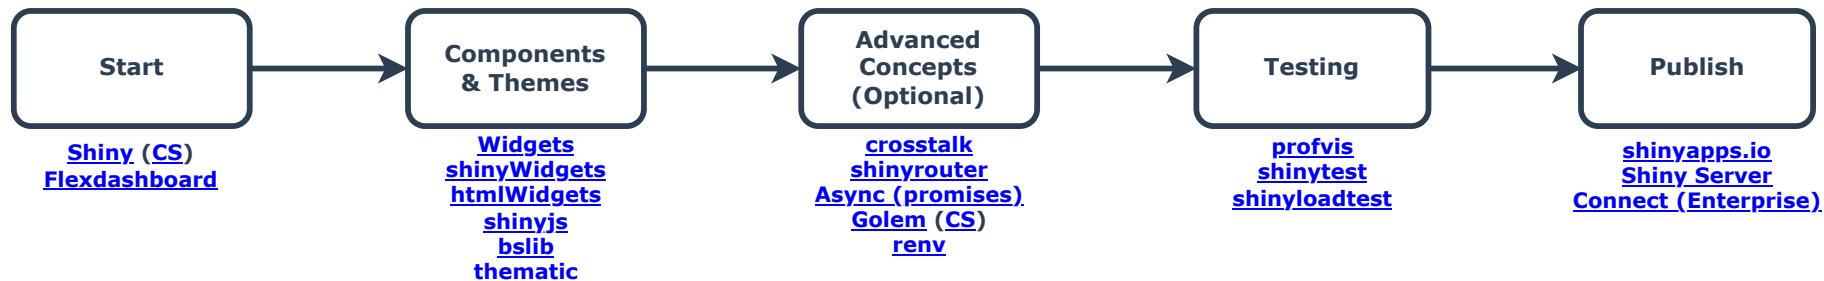 Start
Shiny (CS)
Flexdashboard
Components
& Themes
Widgets
shinyWidgets
htmlWidgets
shinyjs
bslib
thematic
Advanced
Concepts
(Optional)
crosstalk
shinyrouter
Async (promises)
Golem (CS)
renv
Testing
profvis
shinytest
shinyloadtest
Publish
shinyapps.io
Shiny Server
Connect (Enterprise)